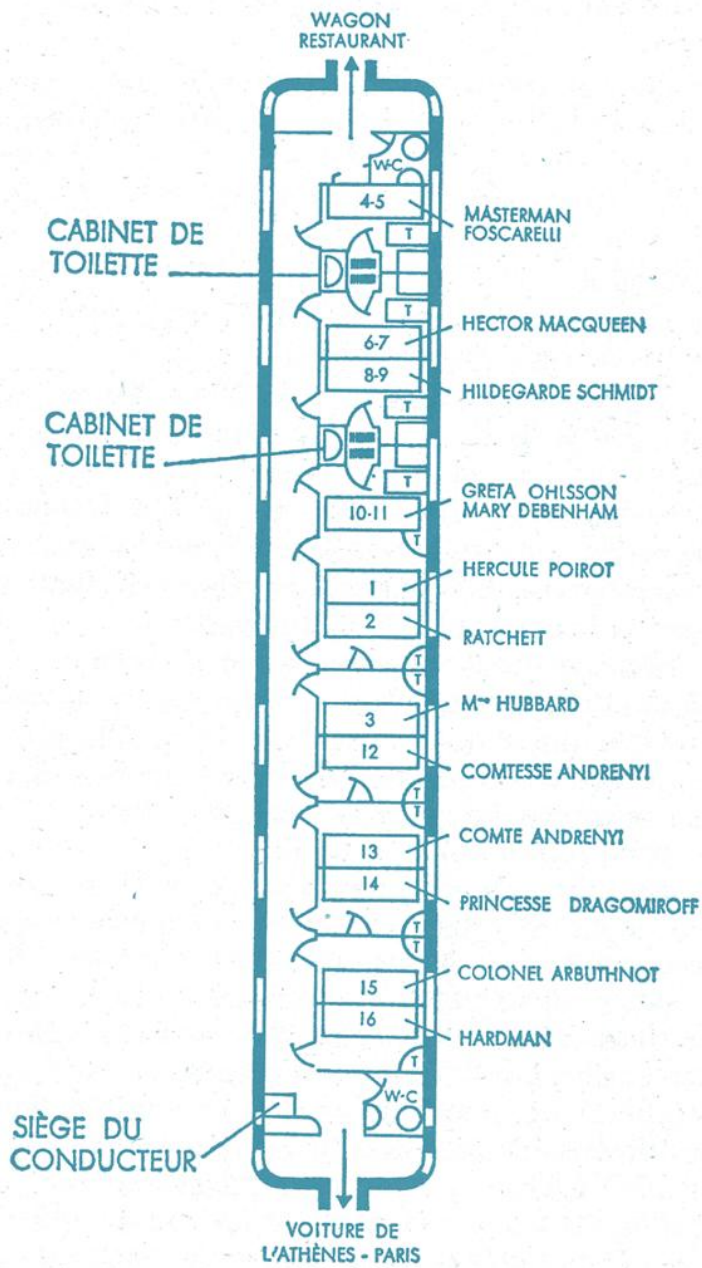 WAGON
RESTAURANT
W-C
4-5
MASTERMAN
FOSCARELLI
T
CABINET DE
TOILETTE
T
6-7
HECTOR MACQUEEN
8-9
HILDEGARDE SCHMIDT
T
CABINET DE
TOILETTE
T
10-11
GRETA OHLSSON
MARY DEBENHAM
T
1
HERCULE POIROT
2
RATCHETT
T
T
3
Mme HUBBARD
12
COMTESSE ANDRENYI
T
T
13
COMTE ANDRENYI
14
PRINCESSE DRAGOMIROFF
T
T
15
COLONEL ARBUTHNOT
16
HARDMAN
T
W-C
SIÈGE DU
CONDUCTEUR
VOITURE DE
L'ATHÈNES - PARIS